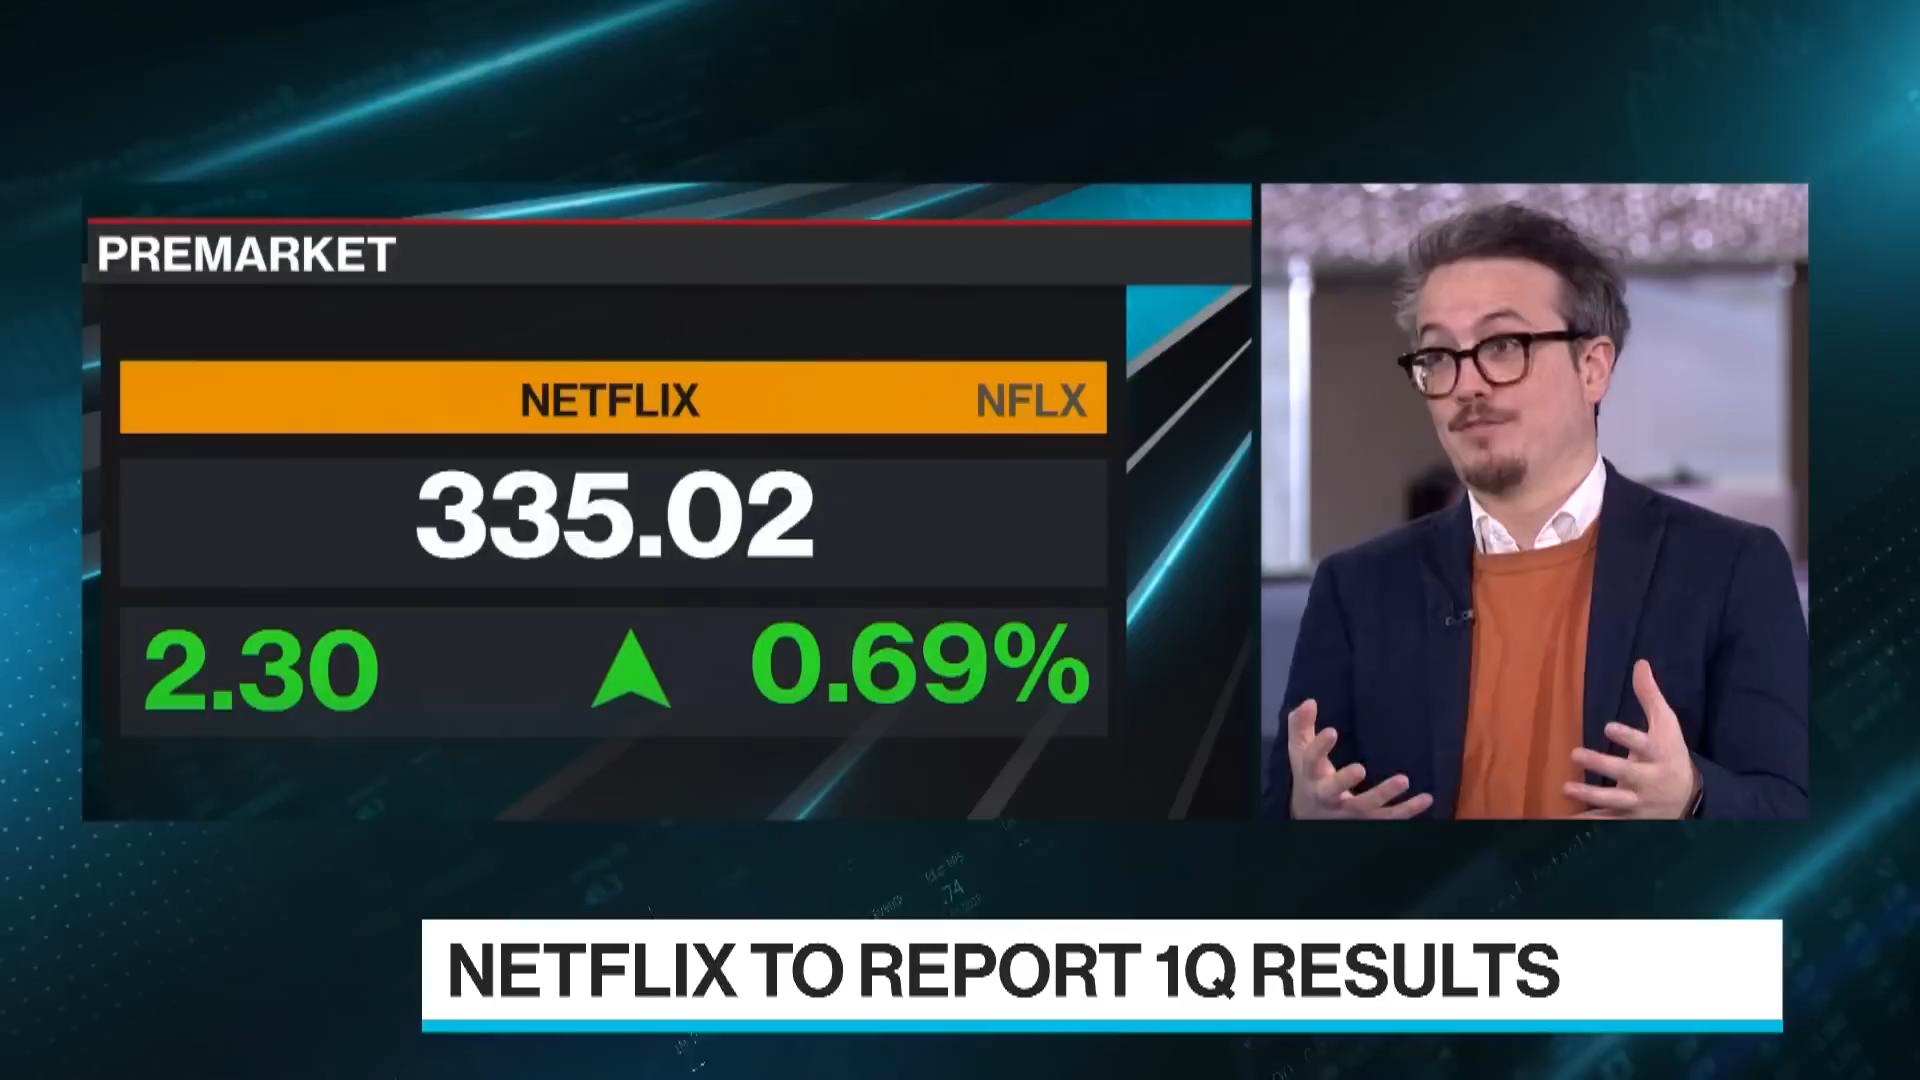 PREMARKET
NETFLIX NFLX
335.02
2.30 ▲ 0.69%
NETFLIX TO REPORT 1Q RESULTS